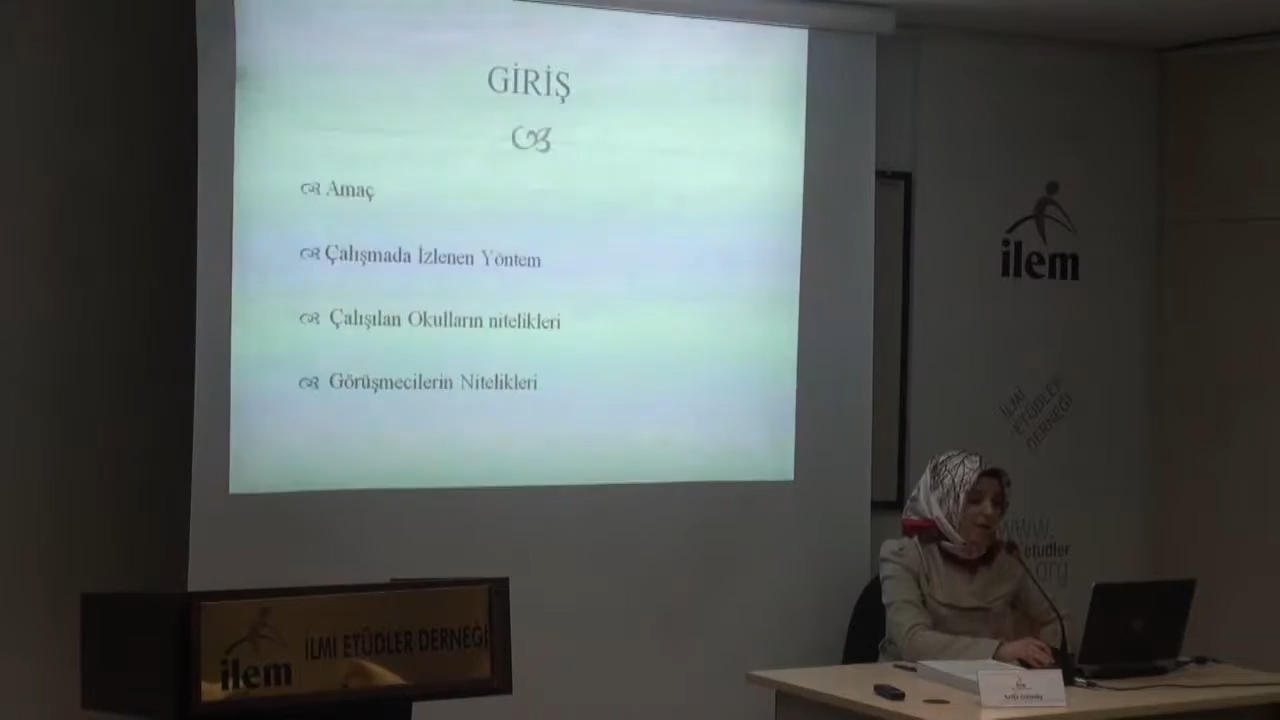 GİRİŞ
Amaç
Çalışmada İzlenen Yöntem
Çalışılan Okulların nitelikleri
Görüşmecilerin Nitelikleri
ilem
İLMİ
ETÜDLER
DERNEĞİ
www.
etudler
.org
ilem
İLMİ ETÜDLER DERNEĞİ